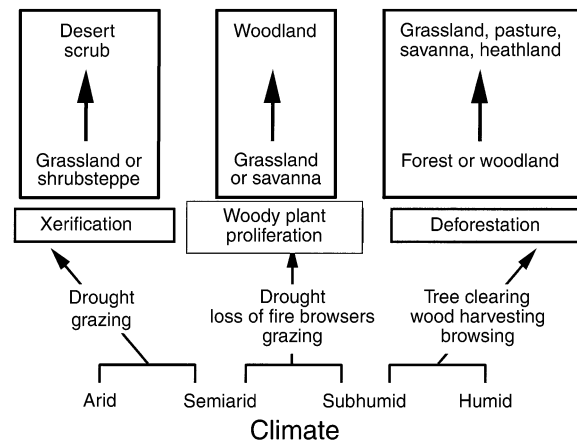 Desert
scrub
Woodland
Grassland, pasture,
savanna, heathland
Grassland or
shrubsteppe
Grassland
or savanna
Forest or woodland
Xerification
Woody plant
proliferation
Deforestation
Drought
grazing
Drought
loss of fire browsers
grazing
Tree clearing
wood harvesting
browsing
Arid
Semiarid
Subhumid
Humid
Climate